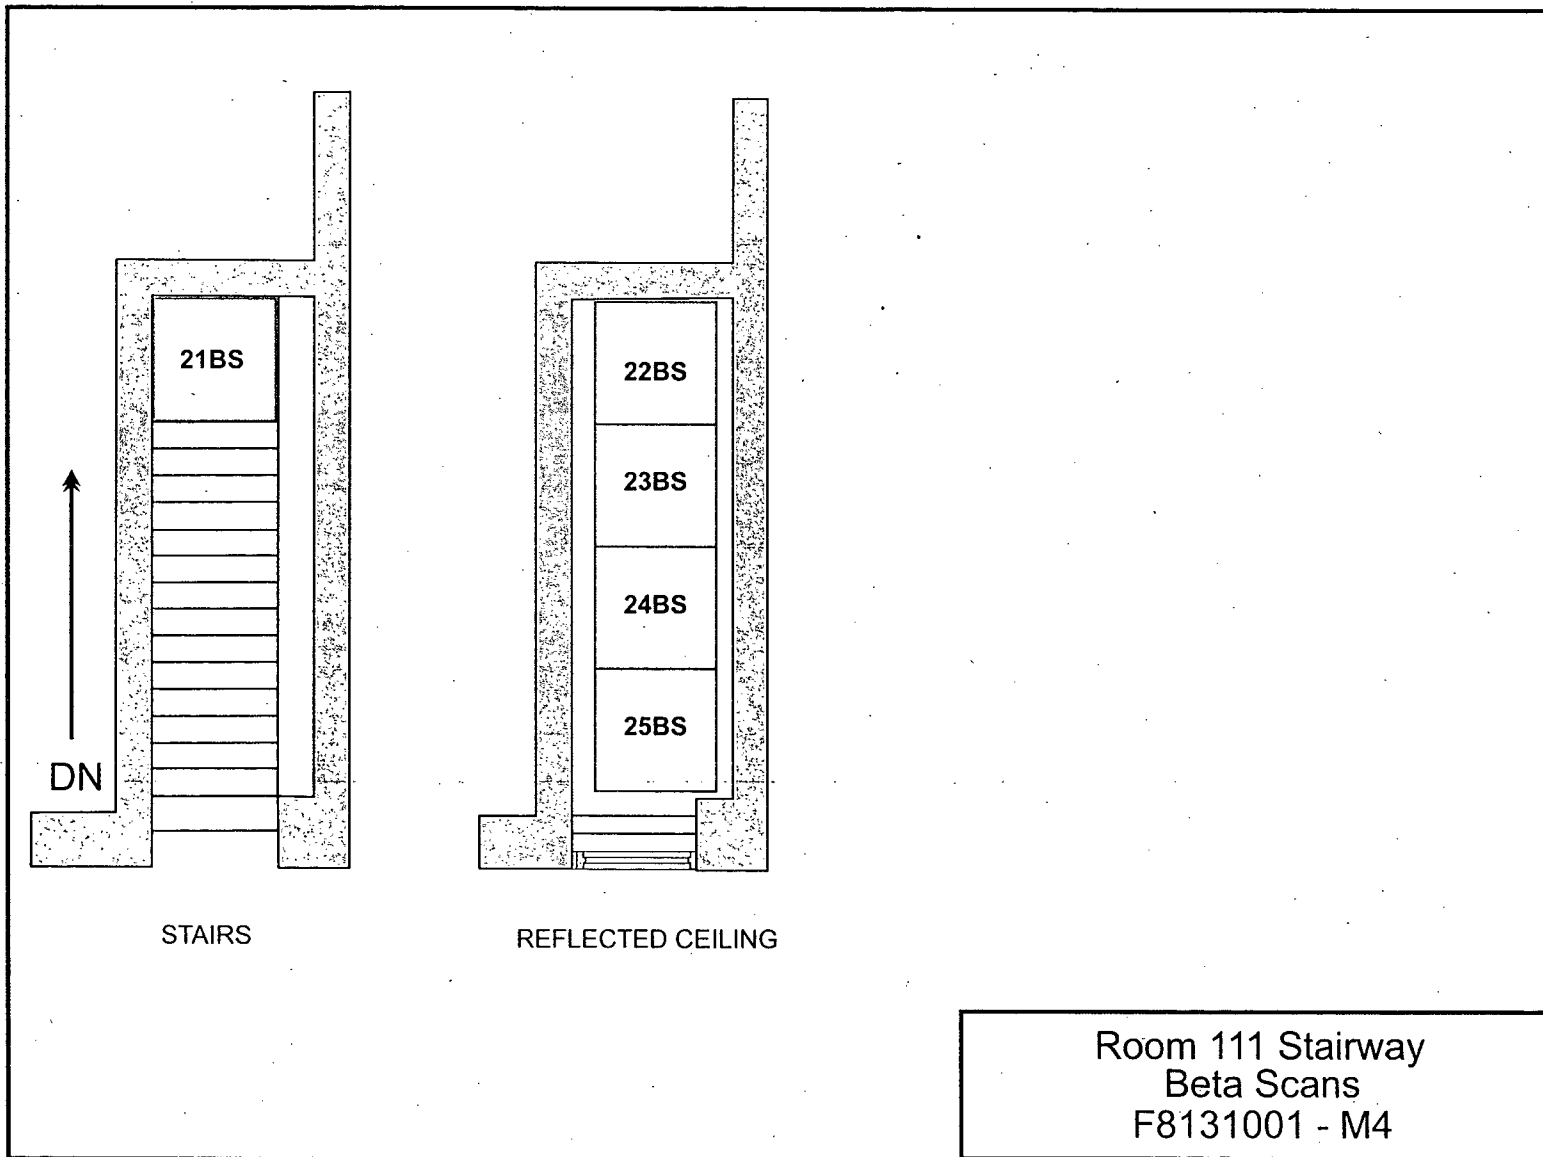 21BS
DN
STAIRS
22BS
23BS
24BS
25BS
REFLECTED CEILING
Room 111 Stairway
Beta Scans
F8131001 - M4